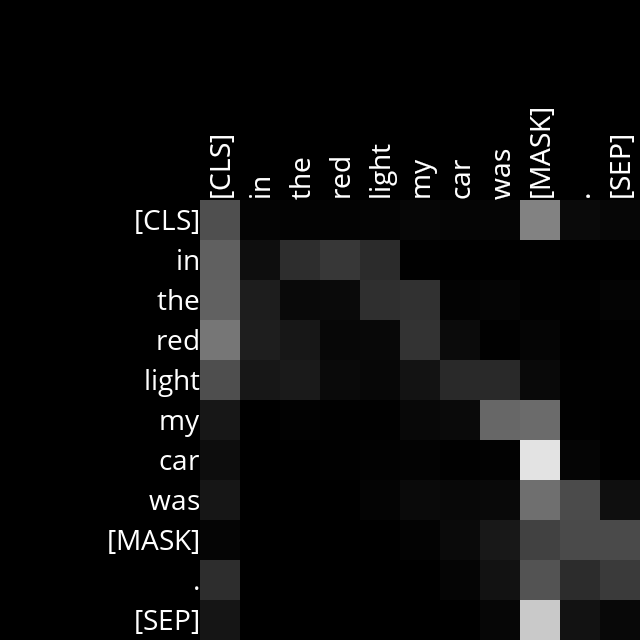 [CLS] in the red light my car was [MASK] . [SEP]
[CLS]
in
the
red
light
my
car
was
[MASK]
.
[SEP]